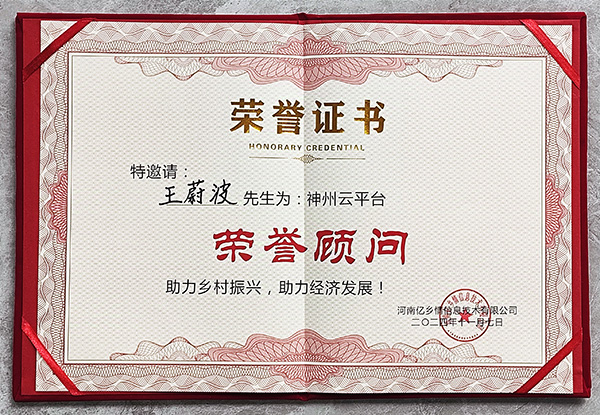 荣誉证书
HONORARY CREDENTIAL
特邀请：
王蔚波 先生为：神州云平台
荣誉顾问
助力乡村振兴，助力经济发展！
河南亿乡情信息技术有限公司
二〇二四年十一月七日